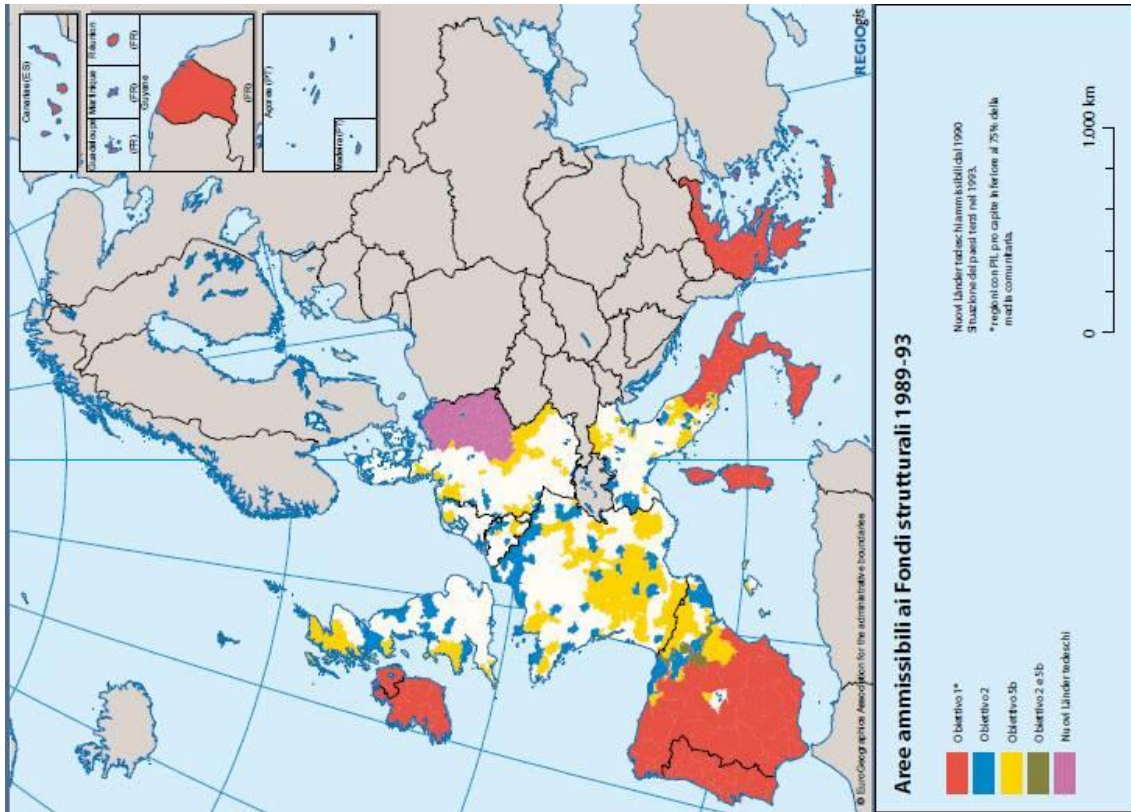 Canarias (ES)
Guadeloupe
(FR)
Martinique
(FR)
Réunion
(FR)
Guyane
(FR)
Açores (PT)
Madeira (PT)
REGIOgis
© EuroGeographics Association for the administrative boundaries
Aree ammissibili ai Fondi strutturali 1989-93
Obiettivo 1*
Obiettivo 2
Obiettivo 5b
Obiettivo 2 e 5b
Nuovi Länder tedeschi
Nuovi Länder tedeschi ammissibili dal 1990
Situazione dei paesi terzi nel 1993.
* regioni con PIL pro capite inferiore al 75% della
media comunitaria.
0 1.000 km